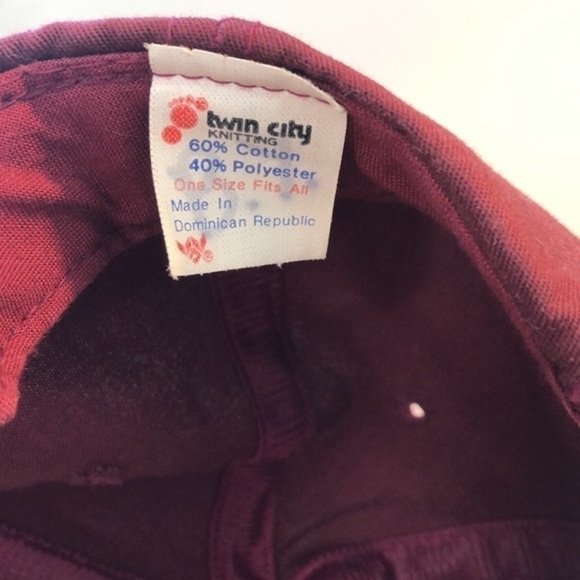 twin city
KNITTING
60% Cotton
40% Polyester
One Size Fits All
Made In
Dominican Republic
®